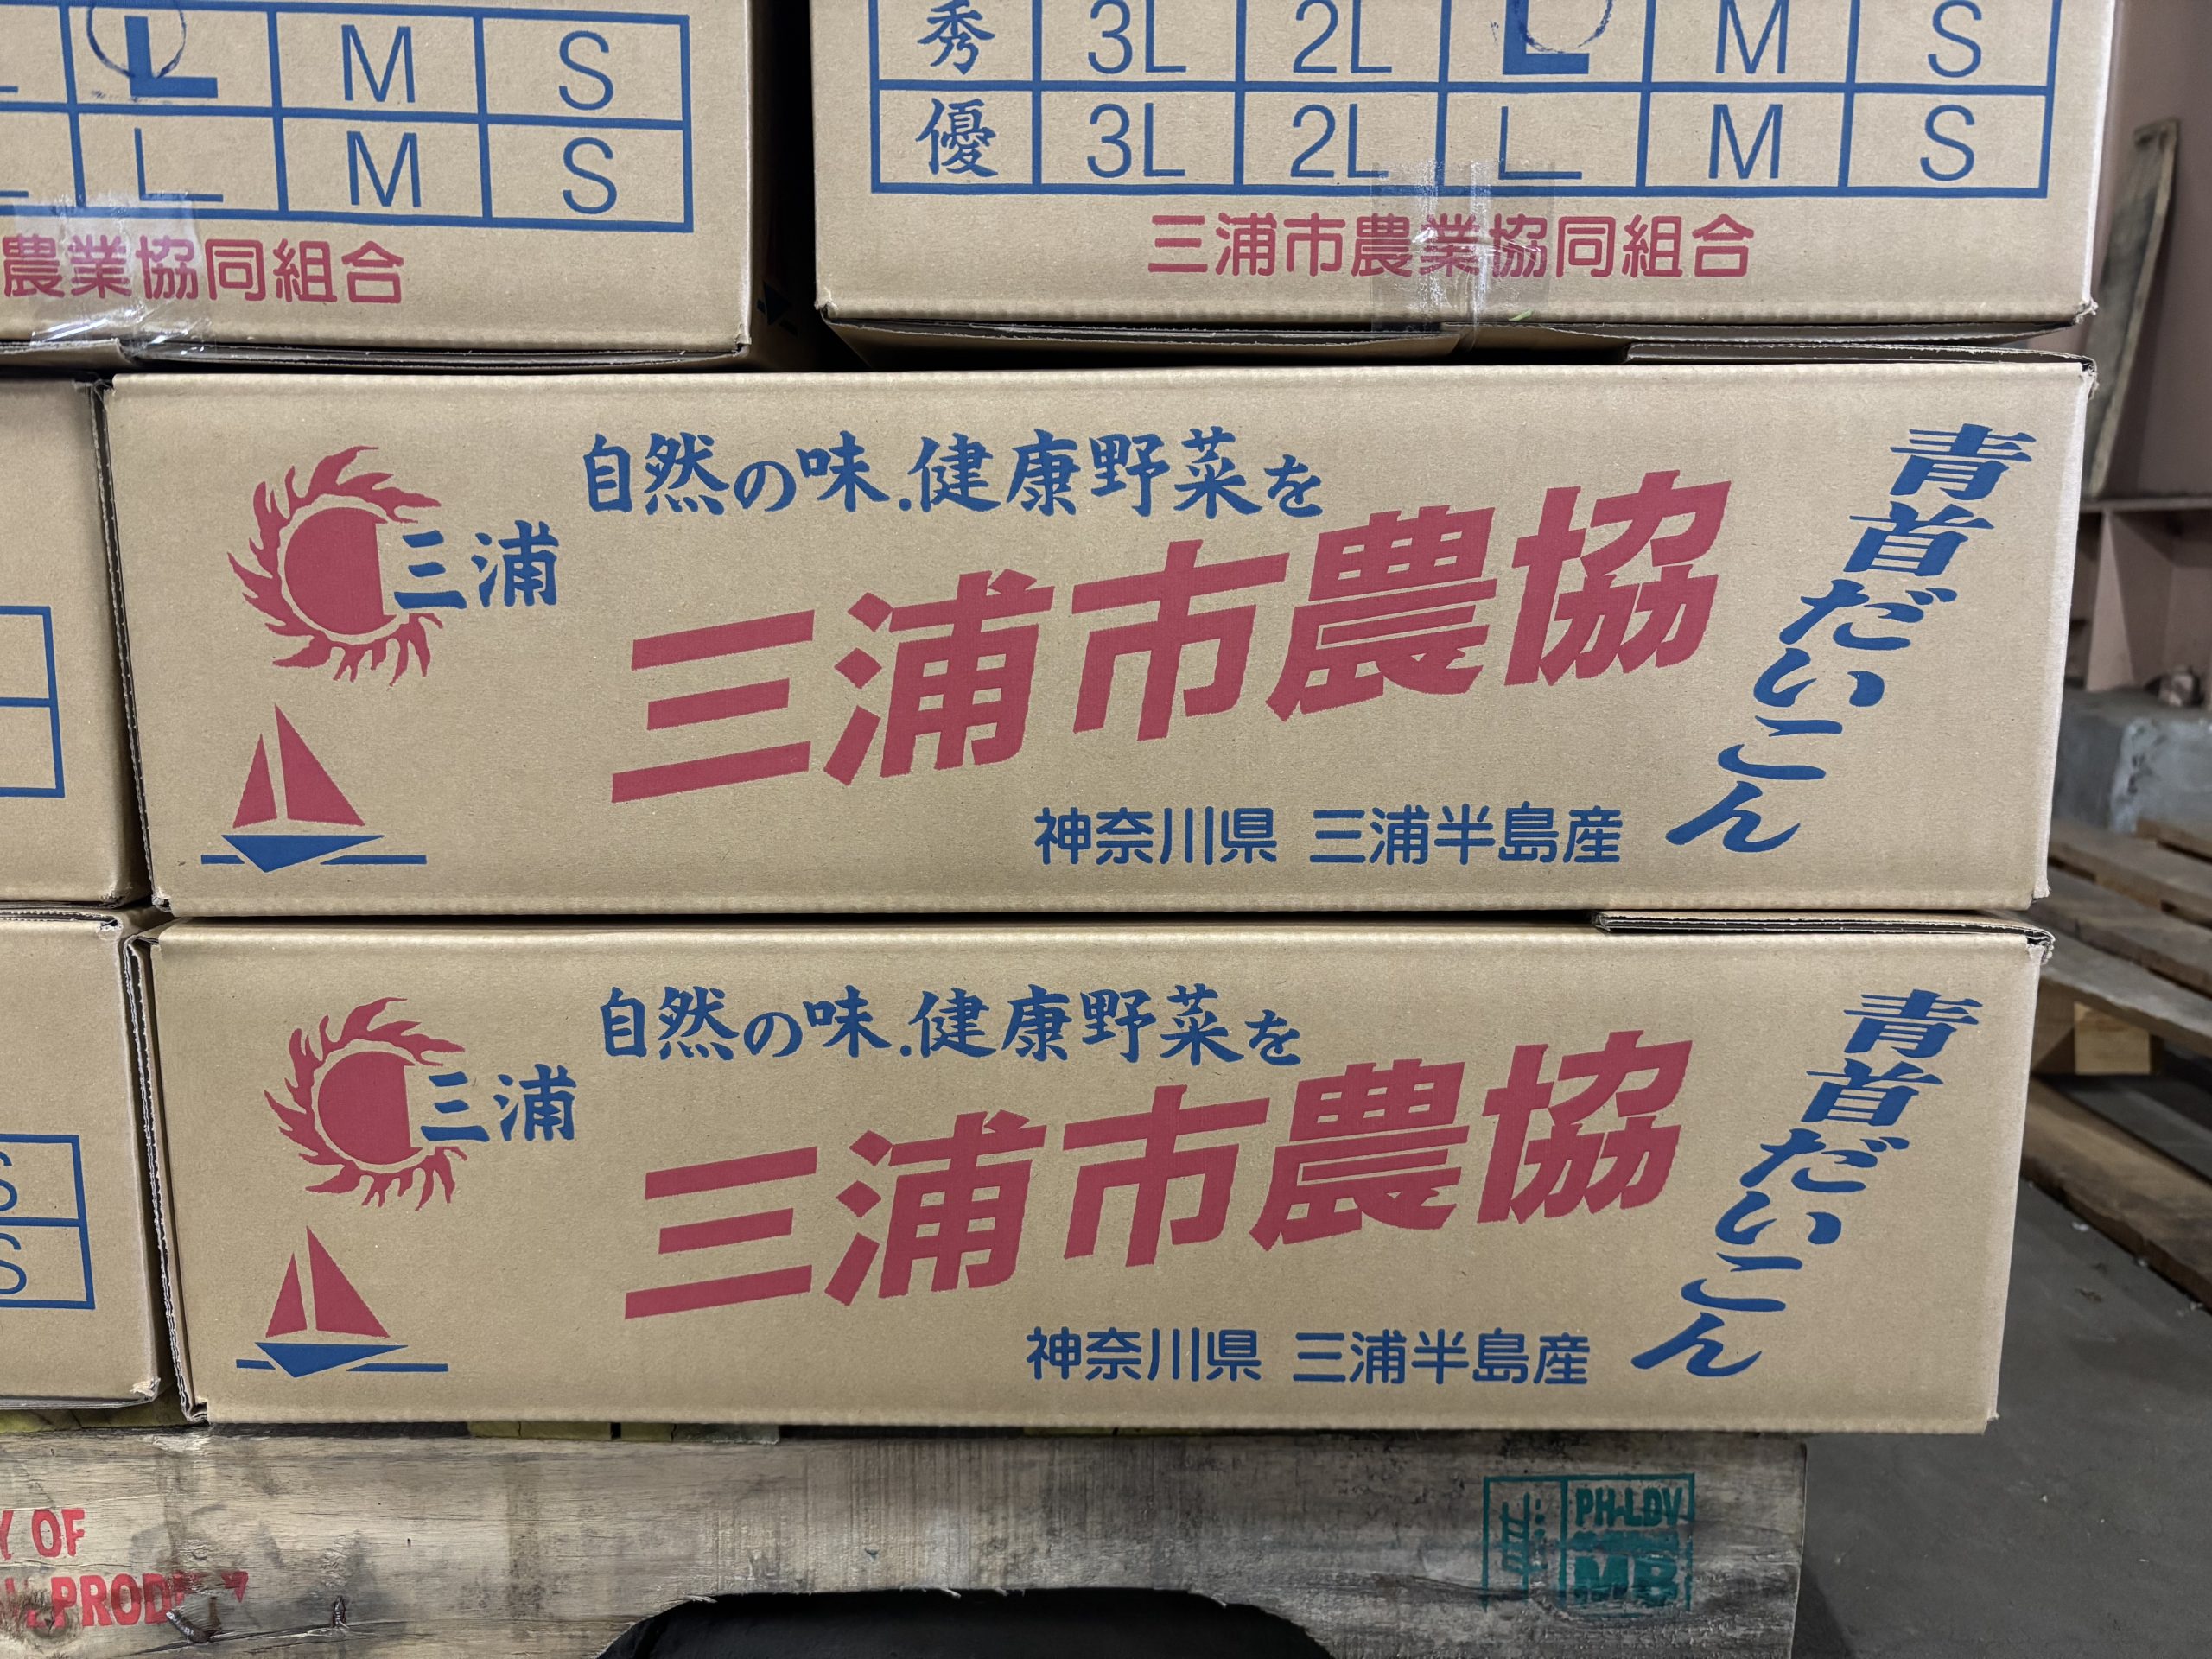 L M S
L M S
農業協同組合
秀 3L 2L L M S
優 3L 2L L M S
三浦市農業協同組合
自然の味.健康野菜を
三浦
三浦市農協
神奈川県 三浦半島産
青首だいこん
自然の味.健康野菜を
三浦
三浦市農協
神奈川県 三浦半島産
青首だいこん
S
S
OF
PH-LDV
MB